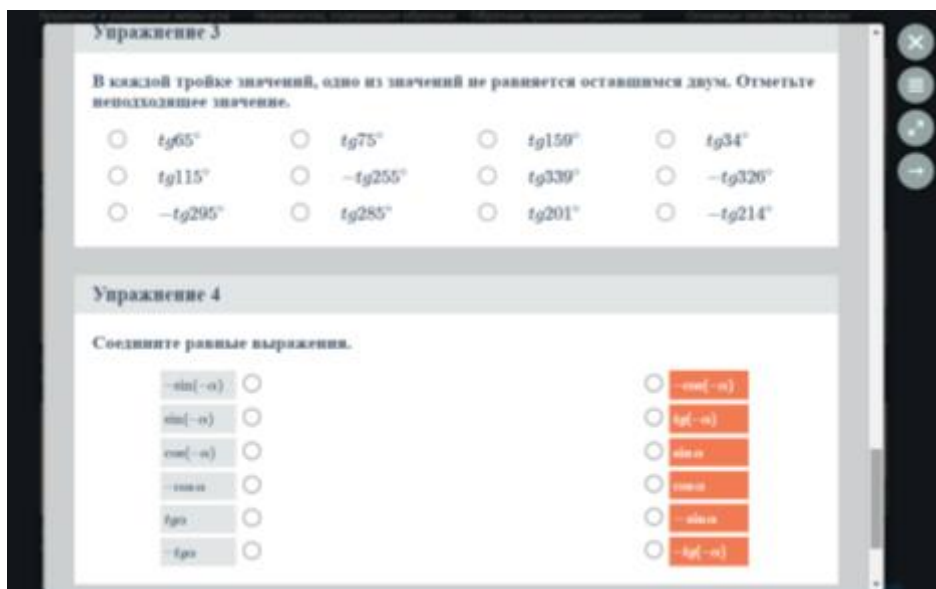 Упражнение 3
В каждой тройке значений, одно из значений не равняется оставшимся двум. Отметьте
неподходящее значение.
tg65° tg75° tg159° tg34°
tg115° −tg255° tg339° −tg326°
−tg295° tg285° tg201° −tg214°
Упражнение 4
Соедините равные выражения.
−sin(−α) −cos(−α)
sin(−α) tg(−α)
cos(−α) sin α
−cos α cos α
tgα −sin α
−tgα −tg(−α)